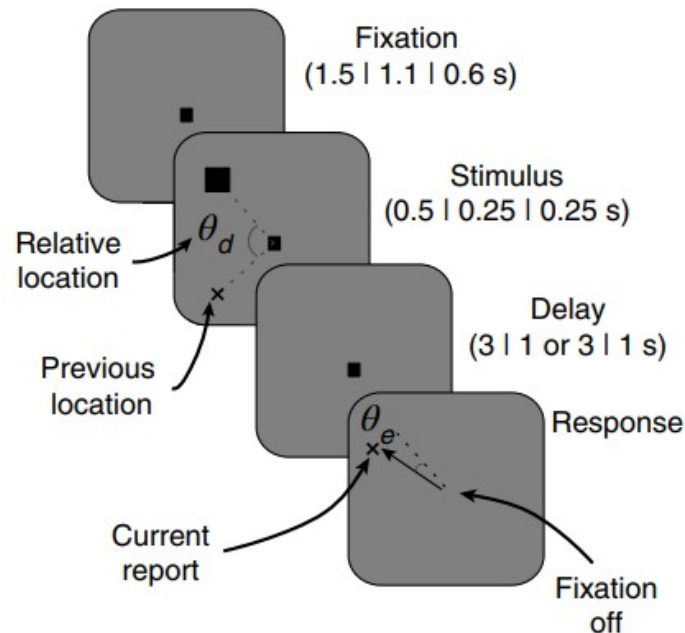 Fixation
(1.5 | 1.1 | 0.6 s)
Stimulus
(0.5 | 0.25 | 0.25 s)
Relative
location
θd
Delay
(3 | 1 or 3 | 1 s)
Previous
location
Response
θe
Current
report
Fixation
off